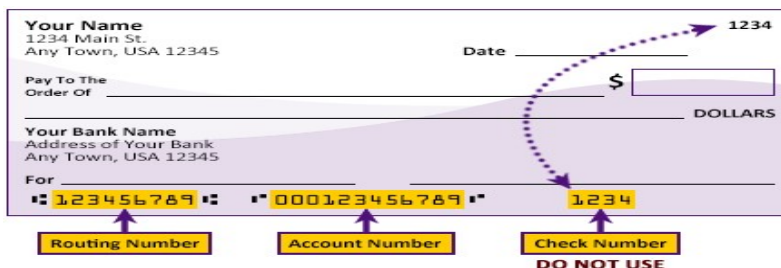 Your Name
1234 Main St.
Any Town, USA 12345
1234
Date
Pay To The
Order Of
$
DOLLARS
Your Bank Name
Address of Your Bank
Any Town, USA 12345
For
⑆123456789⑆ ⑈000123456789⑈ 1234
Routing Number Account Number Check Number
DO NOT USE